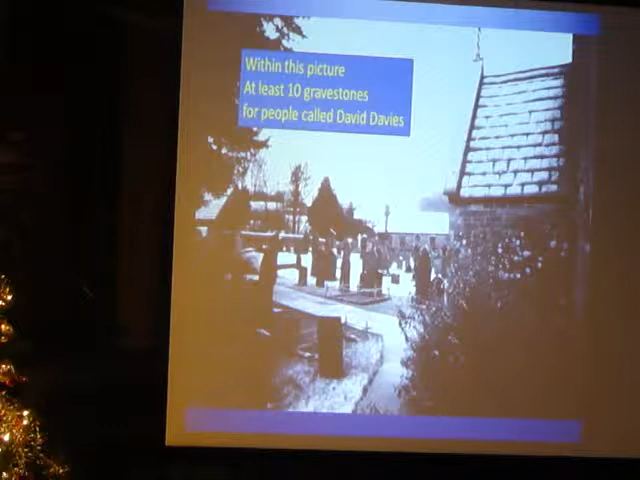 Within this picture
At least 10 gravestones
for people called David Davies